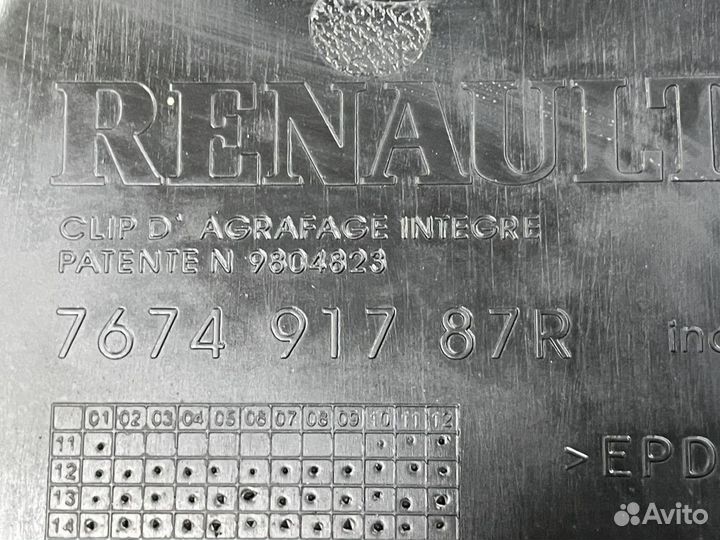 RENAULT
CLIP D' AGRAFAGE INTEGRE
PATENTE N 9804823
7674 917 87R
01 02 03 04 05 06 07 08 09 10 11 12
11
12
>EPD
13
14
Avito